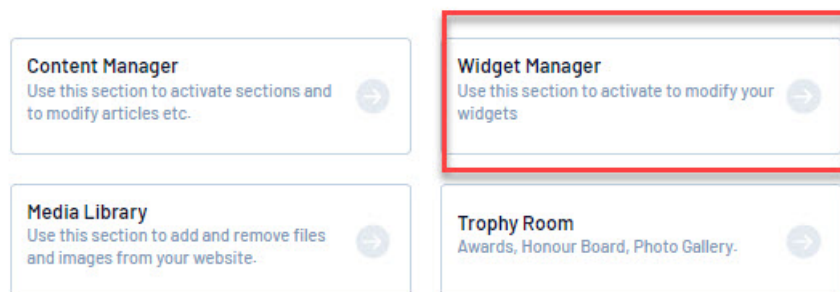 Content Manager
Use this section to activate sections and
to modify articles etc.
Widget Manager
Use this section to activate to modify your
widgets
Media Library
Use this section to add and remove files
and images from your website.
Trophy Room
Awards, Honour Board, Photo Gallery.